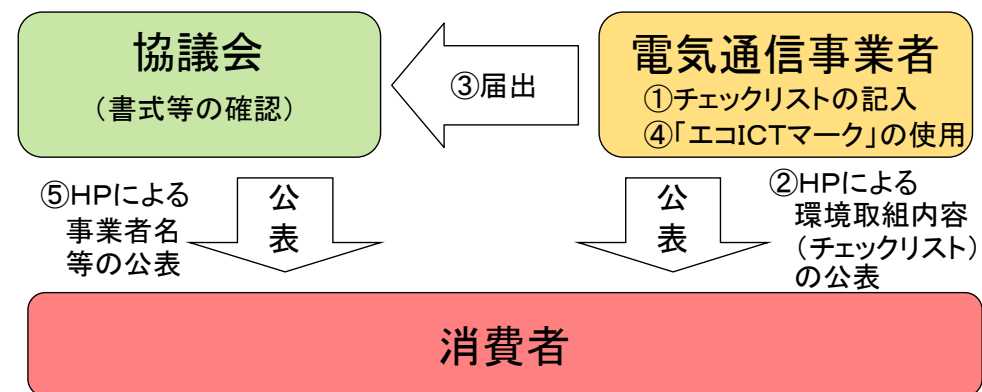 協議会
（書式等の確認）
③届出
電気通信事業者
①チェックリストの記入
④「エコICTマーク」の使用
⑤HPによる
事業者名
等の公表
公
表
公
表
②HPによる
環境取組内容
（チェックリスト）
の公表
消費者